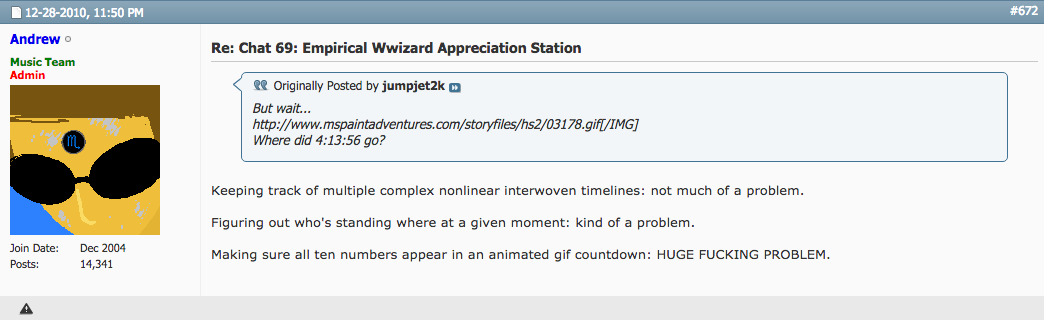 12-28-2010, 11:50 PM #672
Andrew
Music Team
Admin
♏
Join Date: Dec 2004
Posts: 14,341
Re: Chat 69: Empirical Wwizard Appreciation Station
Originally Posted by jumpjet2k
But wait...
http://www.mspaintadventures.com/storyfiles/hs2/03178.gif[/IMG]
Where did 4:13:56 go?
Keeping track of multiple complex nonlinear interwoven timelines: not much of a problem.
Figuring out who's standing where at a given moment: kind of a problem.
Making sure all ten numbers appear in an animated gif countdown: HUGE FUCKING PROBLEM.